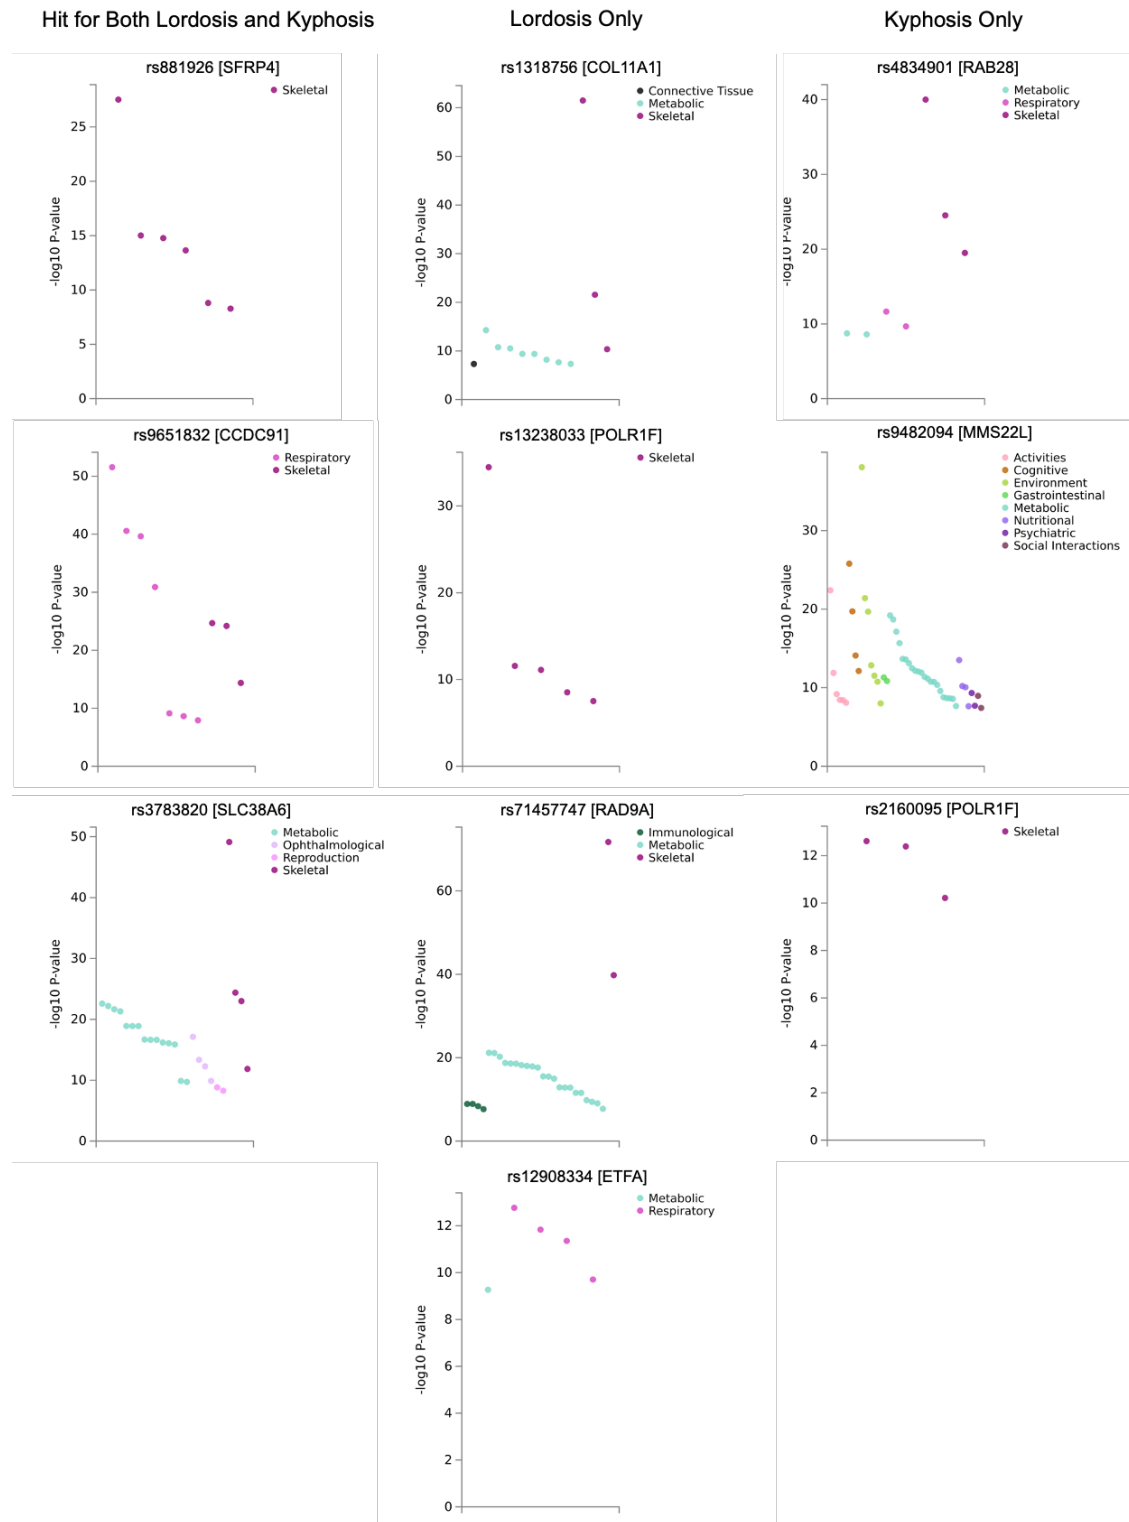 Hit for Both Lordosis and Kyphosis
Lordosis Only
Kyphosis Only
rs881926 [SFRP4]
Skeletal
-log10 P-value
25
20
15
10
5
0
rs1318756 [COL11A1]
Connective Tissue
Metabolic
Skeletal
-log10 P-value
60
50
40
30
20
10
0
rs4834901 [RAB28]
Metabolic
Respiratory
Skeletal
-log10 P-value
40
30
20
10
0
rs9651832 [CCDC91]
Respiratory
Skeletal
-log10 P-value
50
40
30
20
10
0
rs13238033 [POLR1F]
Skeletal
-log10 P-value
30
20
10
0
rs9482094 [MMS22L]
Activities
Cognitive
Environment
Gastrointestinal
Metabolic
Nutritional
Psychiatric
Social Interactions
-log10 P-value
30
20
10
0
rs3783820 [SLC38A6]
Metabolic
Ophthalmological
Reproduction
Skeletal
-log10 P-value
50
40
30
20
10
0
rs71457747 [RAD9A]
Immunological
Metabolic
Skeletal
-log10 P-value
60
40
20
0
rs2160095 [POLR1F]
Skeletal
-log10 P-value
12
10
8
6
4
2
0
rs12908334 [ETFA]
Metabolic
Respiratory
-log10 P-value
12
10
8
6
4
2
0